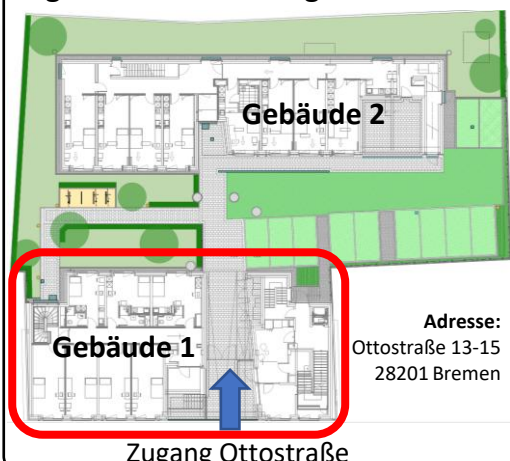 Gebäude 2
Gebäude 1
Adresse:
Ottostraße 13-15
28201 Bremen
Zugang Ottostraße